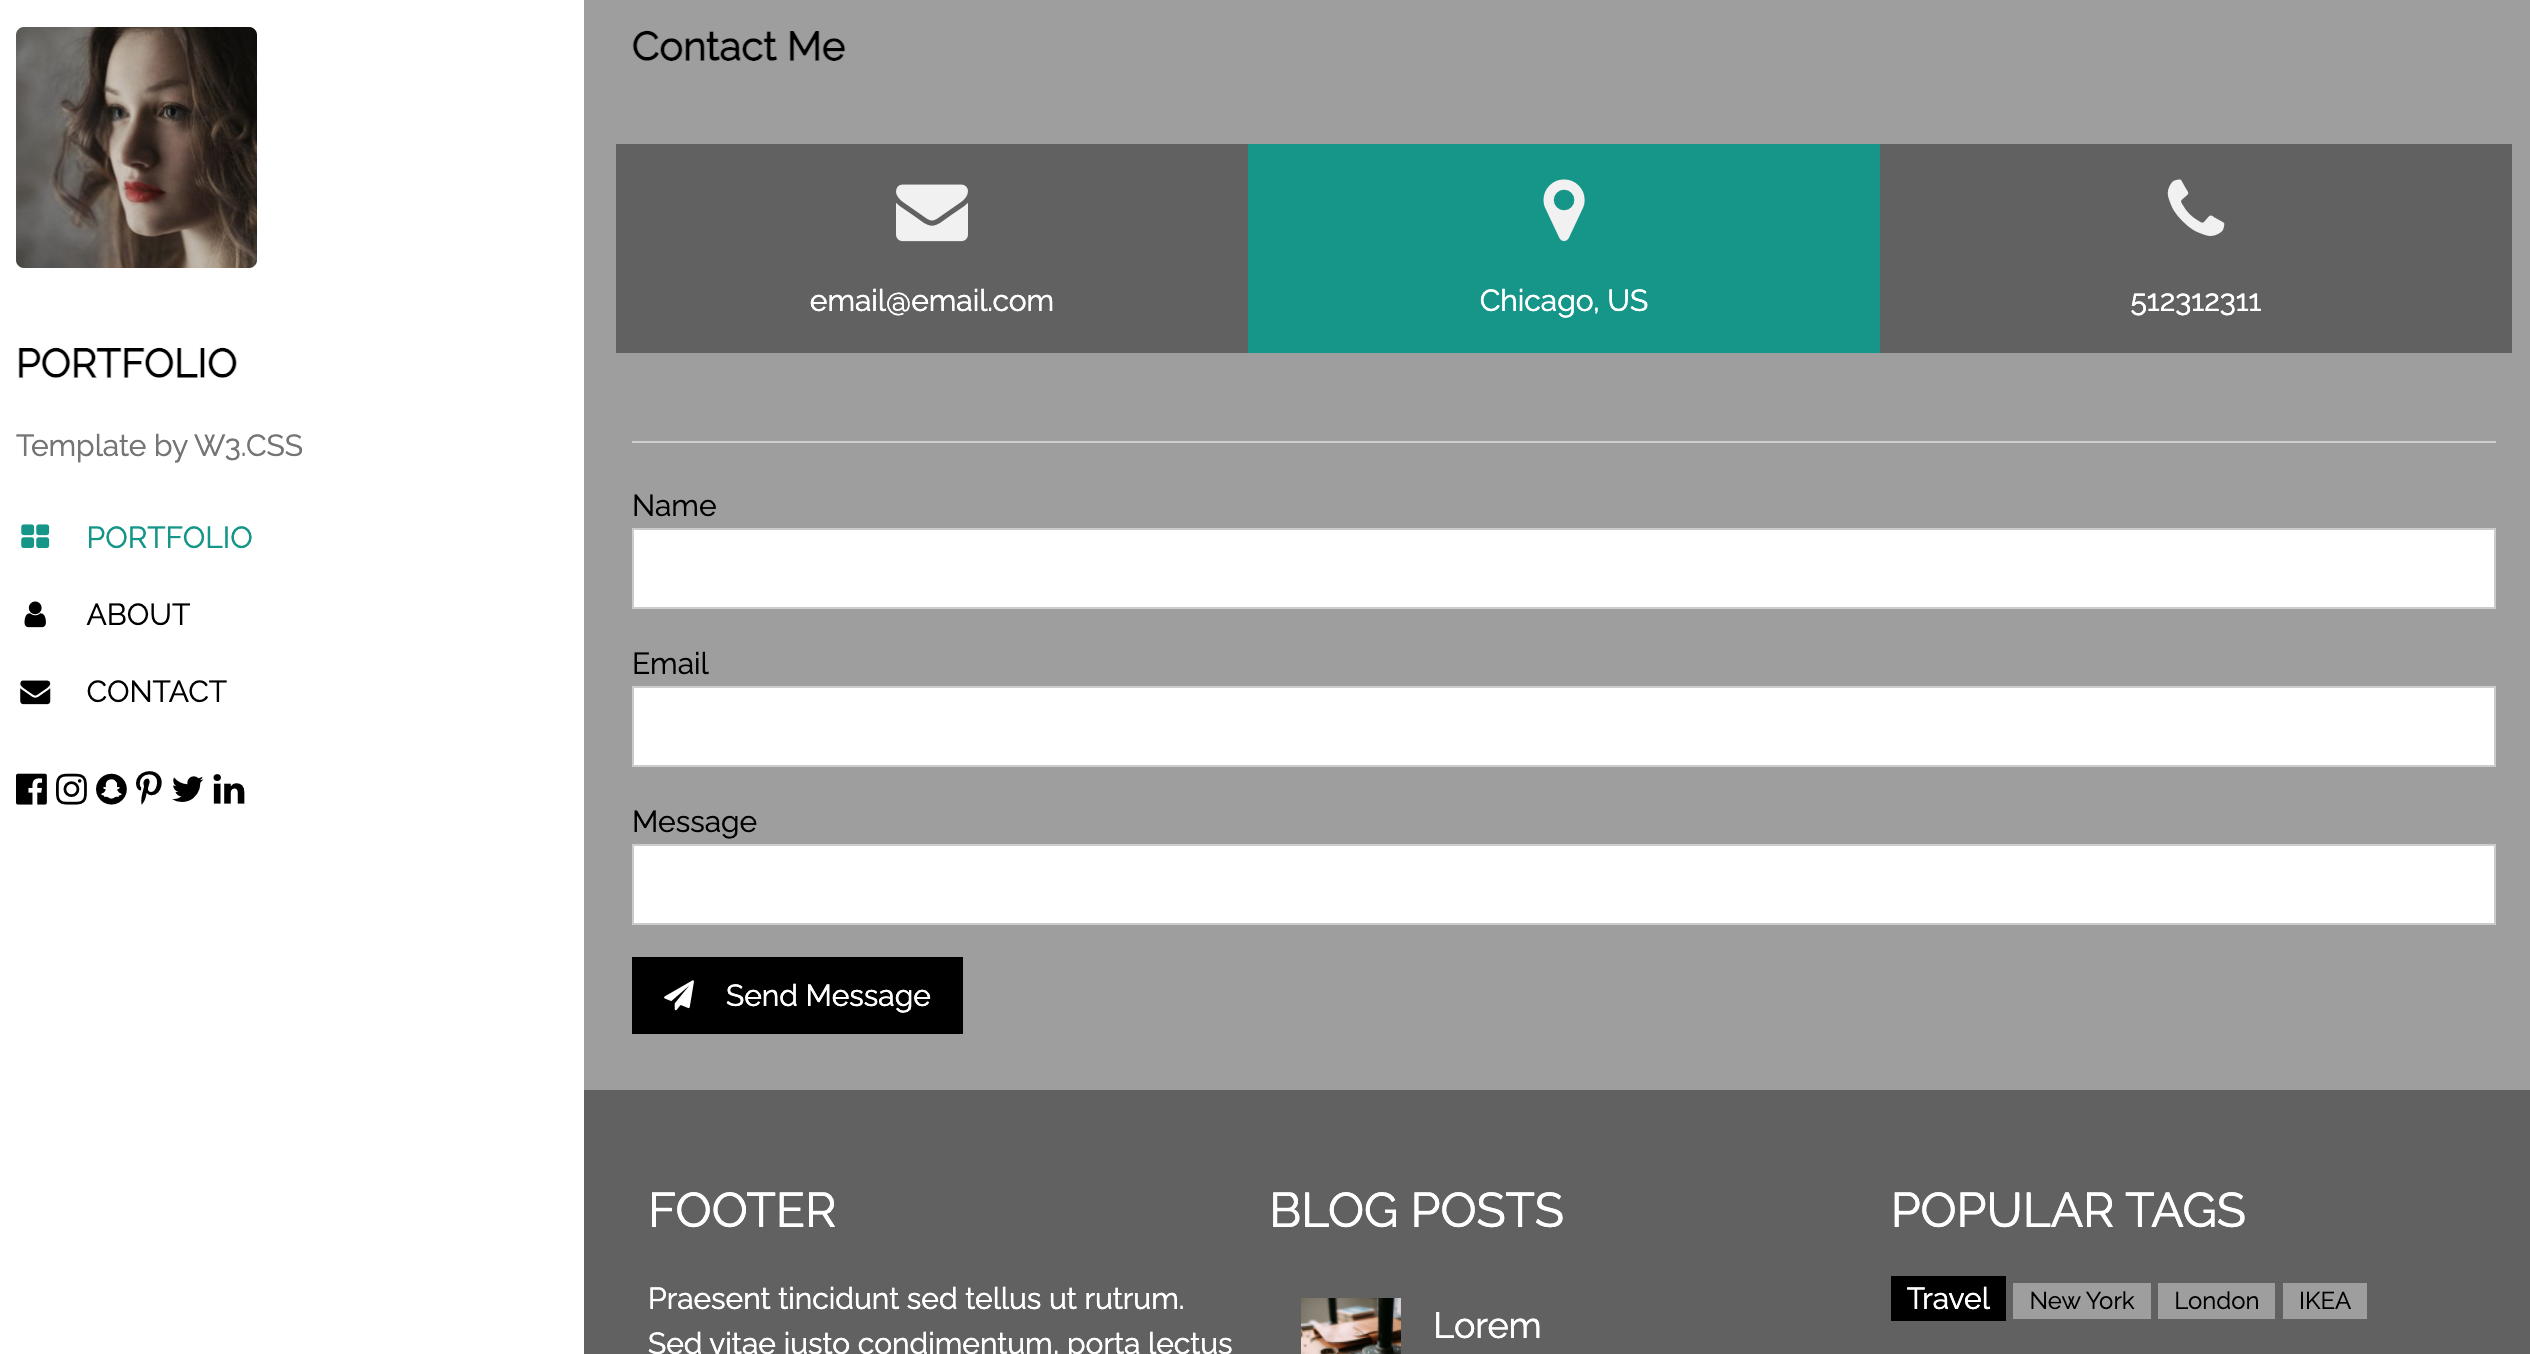 PORTFOLIO
Template by W3.CSS
PORTFOLIO
ABOUT
CONTACT
Contact Me
email@email.com
Chicago, US
512312311
Name
Email
Message
Send Message
FOOTER
Praesent tincidunt sed tellus ut rutrum.
Sed vitae justo condimentum, porta lectus
BLOG POSTS
Lorem
POPULAR TAGS
Travel New York London IKEA